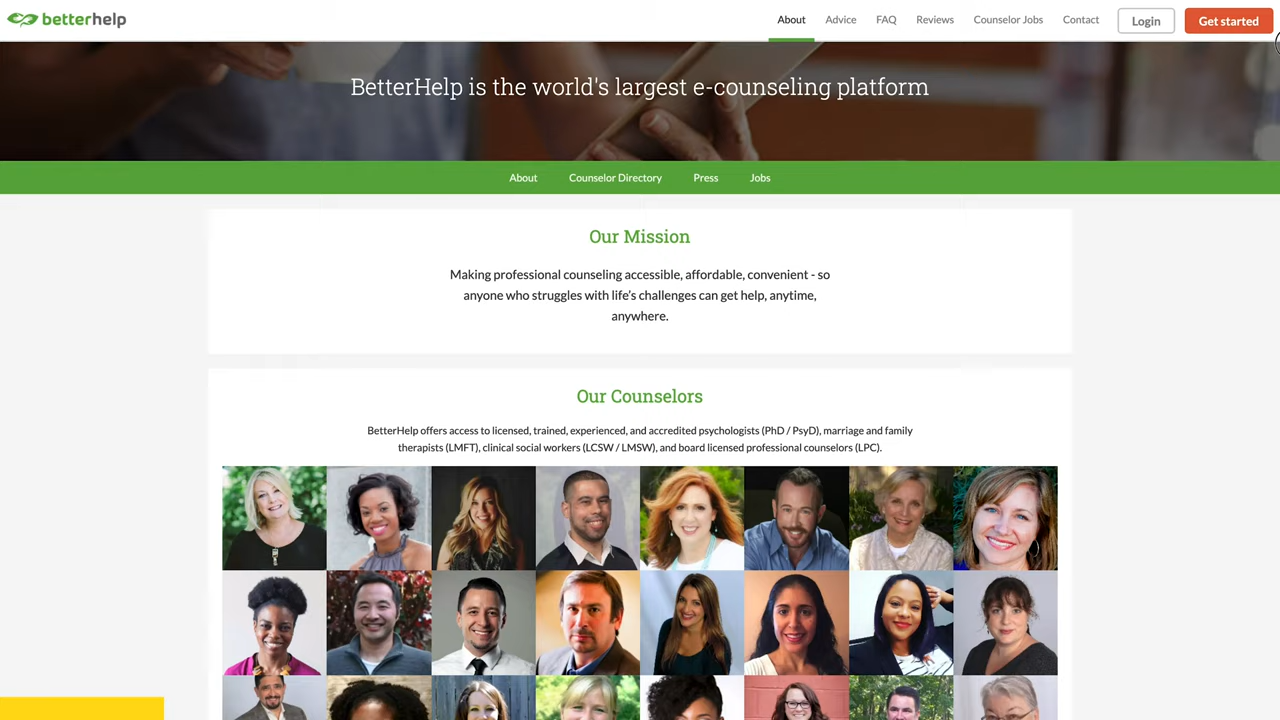 betterhelp
About Advice FAQ Reviews Counselor Jobs Contact Login Get started
BetterHelp is the world's largest e-counseling platform
About Counselor Directory Press Jobs
Our Mission
Making professional counseling accessible, affordable, convenient - so
anyone who struggles with life's challenges can get help, anytime,
anywhere.
Our Counselors
BetterHelp offers access to licensed, trained, experienced, and accredited psychologists (PhD / PsyD), marriage and family
therapists (LMFT), clinical social workers (LCSW / LMSW), and board licensed professional counselors (LPC).